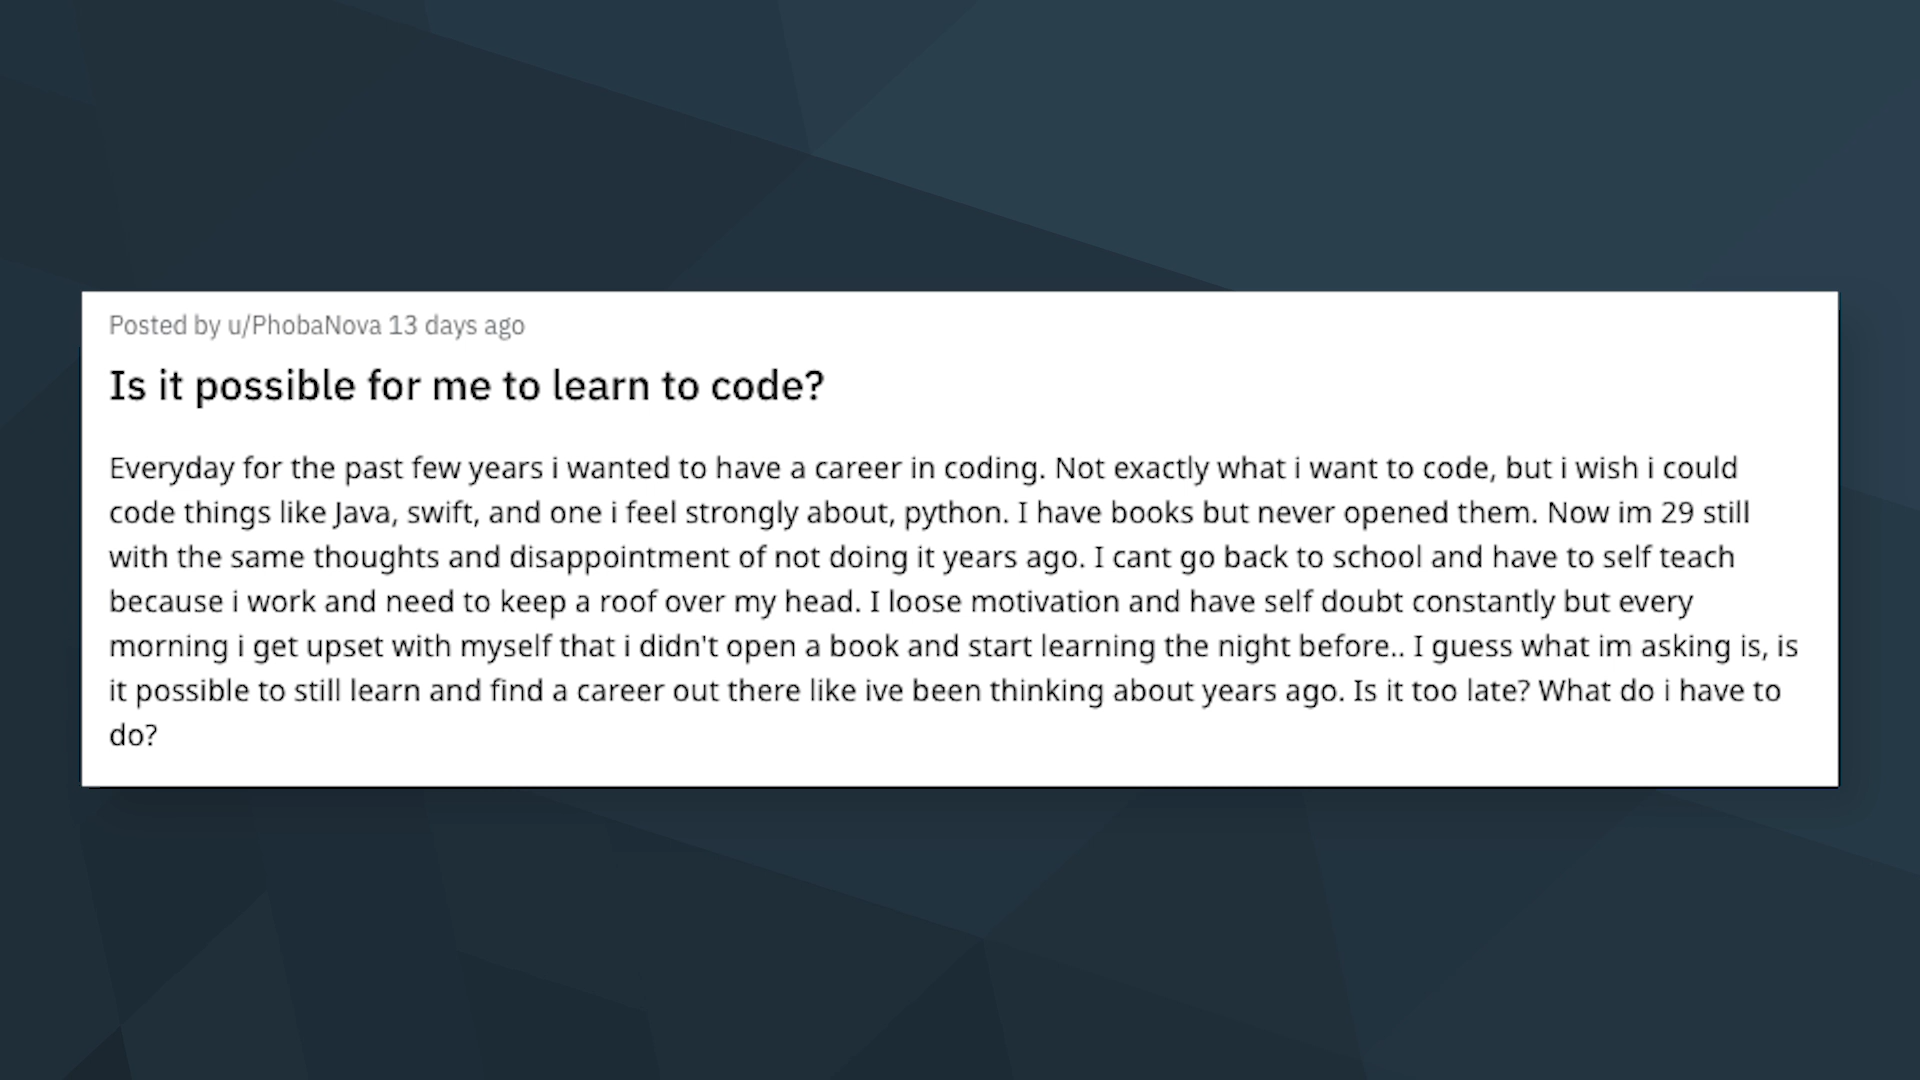 Posted by u/PhobaNova 13 days ago
Is it possible for me to learn to code?
Everyday for the past few years i wanted to have a career in coding. Not exactly what i want to code, but i wish i could
code things like Java, swift, and one i feel strongly about, python. I have books but never opened them. Now im 29 still
with the same thoughts and disappointment of not doing it years ago. I cant go back to school and have to self teach
because i work and need to keep a roof over my head. I loose motivation and have self doubt constantly but every
morning i get upset with myself that i didn't open a book and start learning the night before.. I guess what im asking is, is
it possible to still learn and find a career out there like ive been thinking about years ago. Is it too late? What do i have to
do?